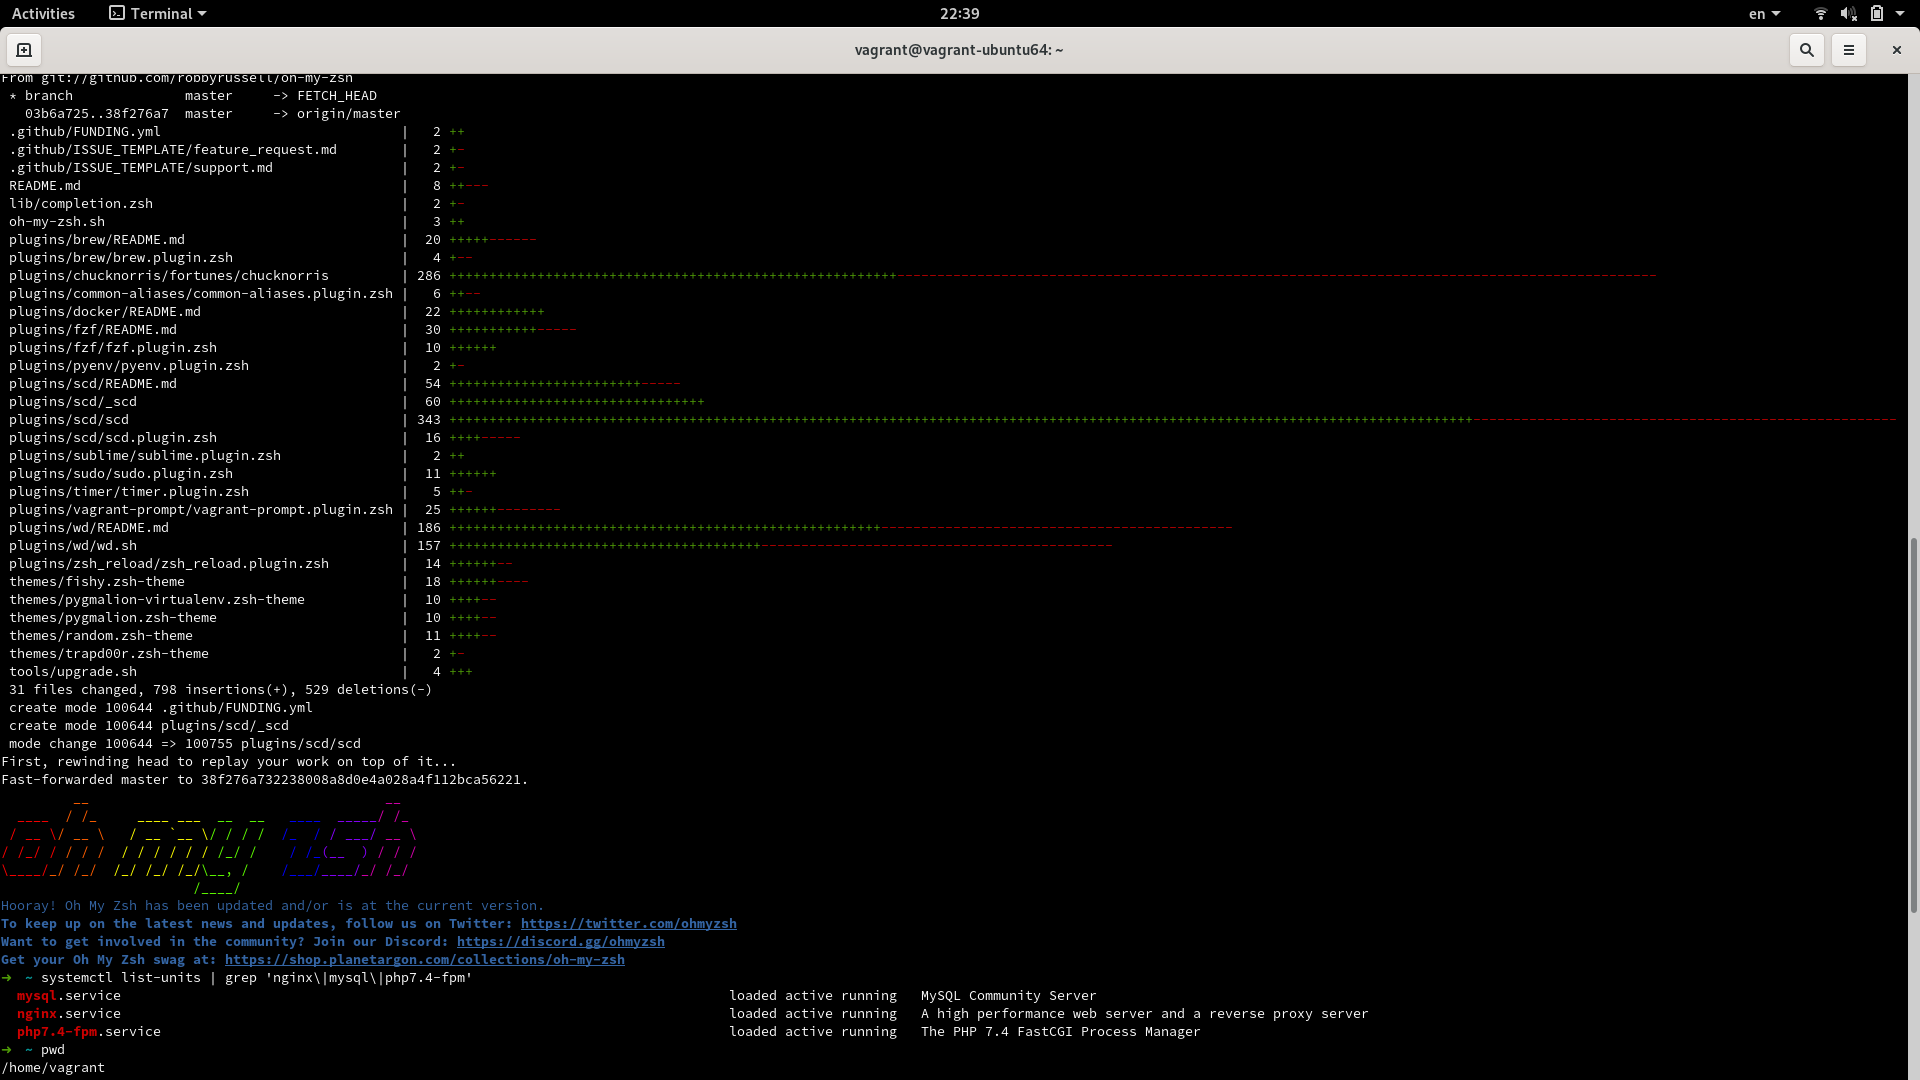 Activities Terminal 22:39 en
vagrant@vagrant-ubuntu64: ~
From git://github.com/robbyrussell/oh-my-zsh
 * branch              master     -> FETCH_HEAD
   03b6a725..38f276a7  master     -> origin/master
 .github/FUNDING.yml | 2 ++
 .github/ISSUE_TEMPLATE/feature_request.md | 2 +-
 .github/ISSUE_TEMPLATE/support.md | 2 +-
 README.md | 8 ++---
 lib/completion.zsh | 2 +-
 oh-my-zsh.sh | 3 ++
 plugins/brew/README.md | 20 +++++------
 plugins/brew/brew.plugin.zsh | 4 +--
 plugins/chucknorris/fortunes/chucknorris | 286 ++++++++++++++++++++++++++++++++++++++++++++++++++++++++-----------------------------------------------------------------------------------------------
 plugins/common-aliases/common-aliases.plugin.zsh | 6 ++--
 plugins/docker/README.md | 22 ++++++++++++
 plugins/fzf/README.md | 30 +++++++++++-----
 plugins/fzf/fzf.plugin.zsh | 10 ++++++
 plugins/pyenv/pyenv.plugin.zsh | 2 +-
 plugins/scd/README.md | 54 ++++++++++++++++++++++++-----
 plugins/scd/_scd | 60 ++++++++++++++++++++++++++++++++
 plugins/scd/scd | 343 ++++++++++++++++++++++++++++++++++++++++++++++++++++++++++++++++++++++++++++++++++++++++++++++++++++++++++++++++++++++++++++++++-----------------------------------------------------
 plugins/scd/scd.plugin.zsh | 16 ++++-----
 plugins/sublime/sublime.plugin.zsh | 2 ++
 plugins/sudo/sudo.plugin.zsh | 11 ++++++
 plugins/timer/timer.plugin.zsh | 5 ++-
 plugins/vagrant-prompt/vagrant-prompt.plugin.zsh | 25 ++++++--------
 plugins/wd/README.md | 186 ++++++++++++++++++++++++++++++++++++++++++++++++++++++--------------------------------------------
 plugins/wd/wd.sh | 157 +++++++++++++++++++++++++++++++++++++++--------------------------------------------
 plugins/zsh_reload/zsh_reload.plugin.zsh | 14 ++++++--
 themes/fishy.zsh-theme | 18 ++++++----
 themes/pygmalion-virtualenv.zsh-theme | 10 ++++--
 themes/pygmalion.zsh-theme | 10 ++++--
 themes/random.zsh-theme | 11 ++++--
 themes/trapd00r.zsh-theme | 2 +-
 tools/upgrade.sh | 4 +++
 31 files changed, 798 insertions(+), 529 deletions(-)
 create mode 100644 .github/FUNDING.yml
 create mode 100644 plugins/scd/_scd
 mode change 100644 => 100755 plugins/scd/scd
First, rewinding head to replay your work on top of it...
Fast-forwarded master to 38f276a732238008a8d0e4a028a4f112bca56221.
oh my zsh
Hooray! Oh My Zsh has been updated and/or is at the current version.
To keep up on the latest news and updates, follow us on Twitter: https://twitter.com/ohmyzsh
Want to get involved in the community? Join our Discord: https://discord.gg/ohmyzsh
Get your Oh My Zsh swag at: https://shop.planetargon.com/collections/oh-my-zsh
➜  ~ systemctl list-units | grep 'nginx\|mysql\|php7.4-fpm'
  mysql.service loaded active running   MySQL Community Server
  nginx.service loaded active running   A high performance web server and a reverse proxy server
  php7.4-fpm.service loaded active running   The PHP 7.4 FastCGI Process Manager
➜  ~ pwd
/home/vagrant